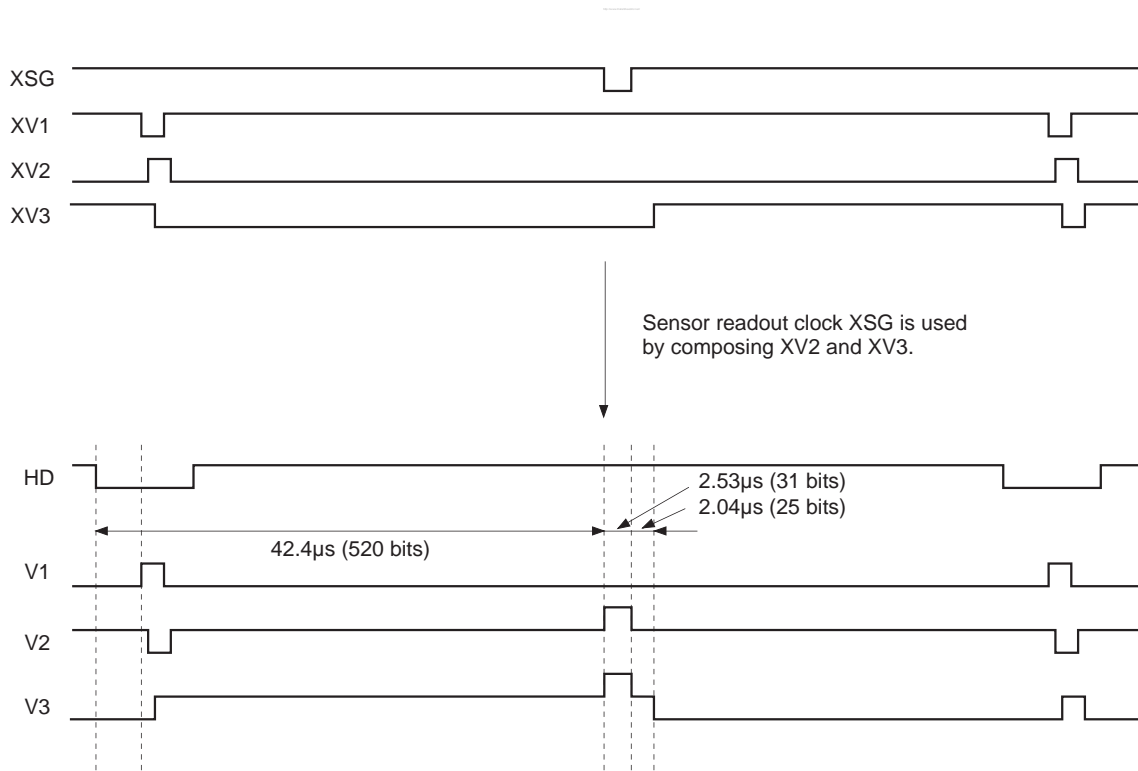 XSG
XV1
XV2
XV3
Sensor readout clock XSG is used
by composing XV2 and XV3.
HD
2.53µs (31 bits)
2.04µs (25 bits)
42.4µs (520 bits)
V1
V2
V3